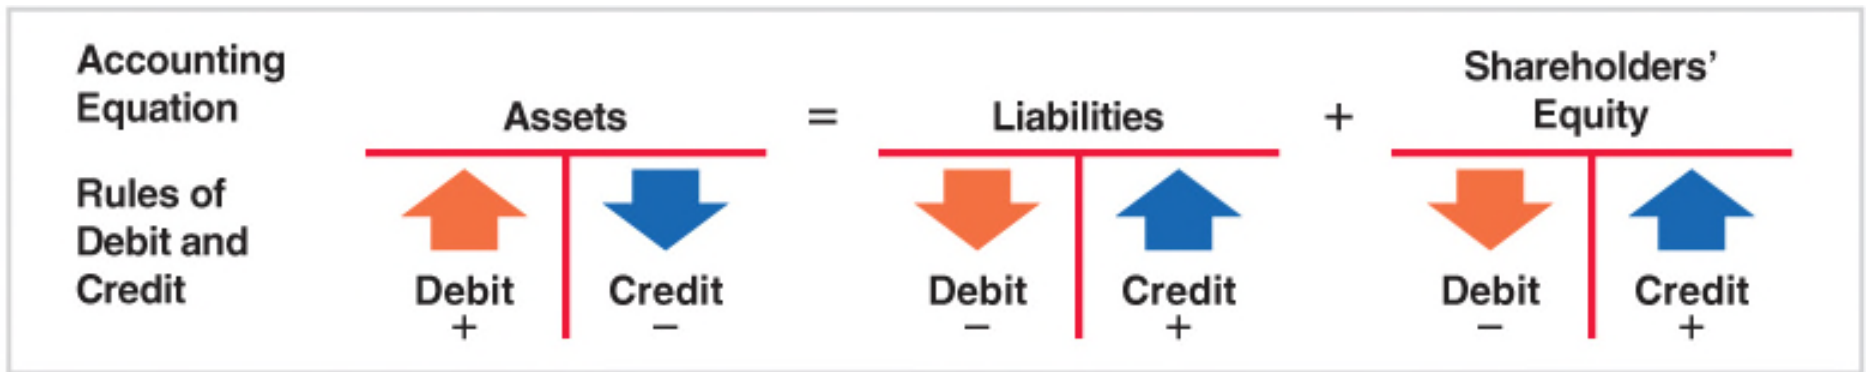 Accounting
Equation
Assets = Liabilities + Shareholders’
Equity
Rules of
Debit and
Credit
Debit Credit Debit Credit Debit Credit
+ − − + − +